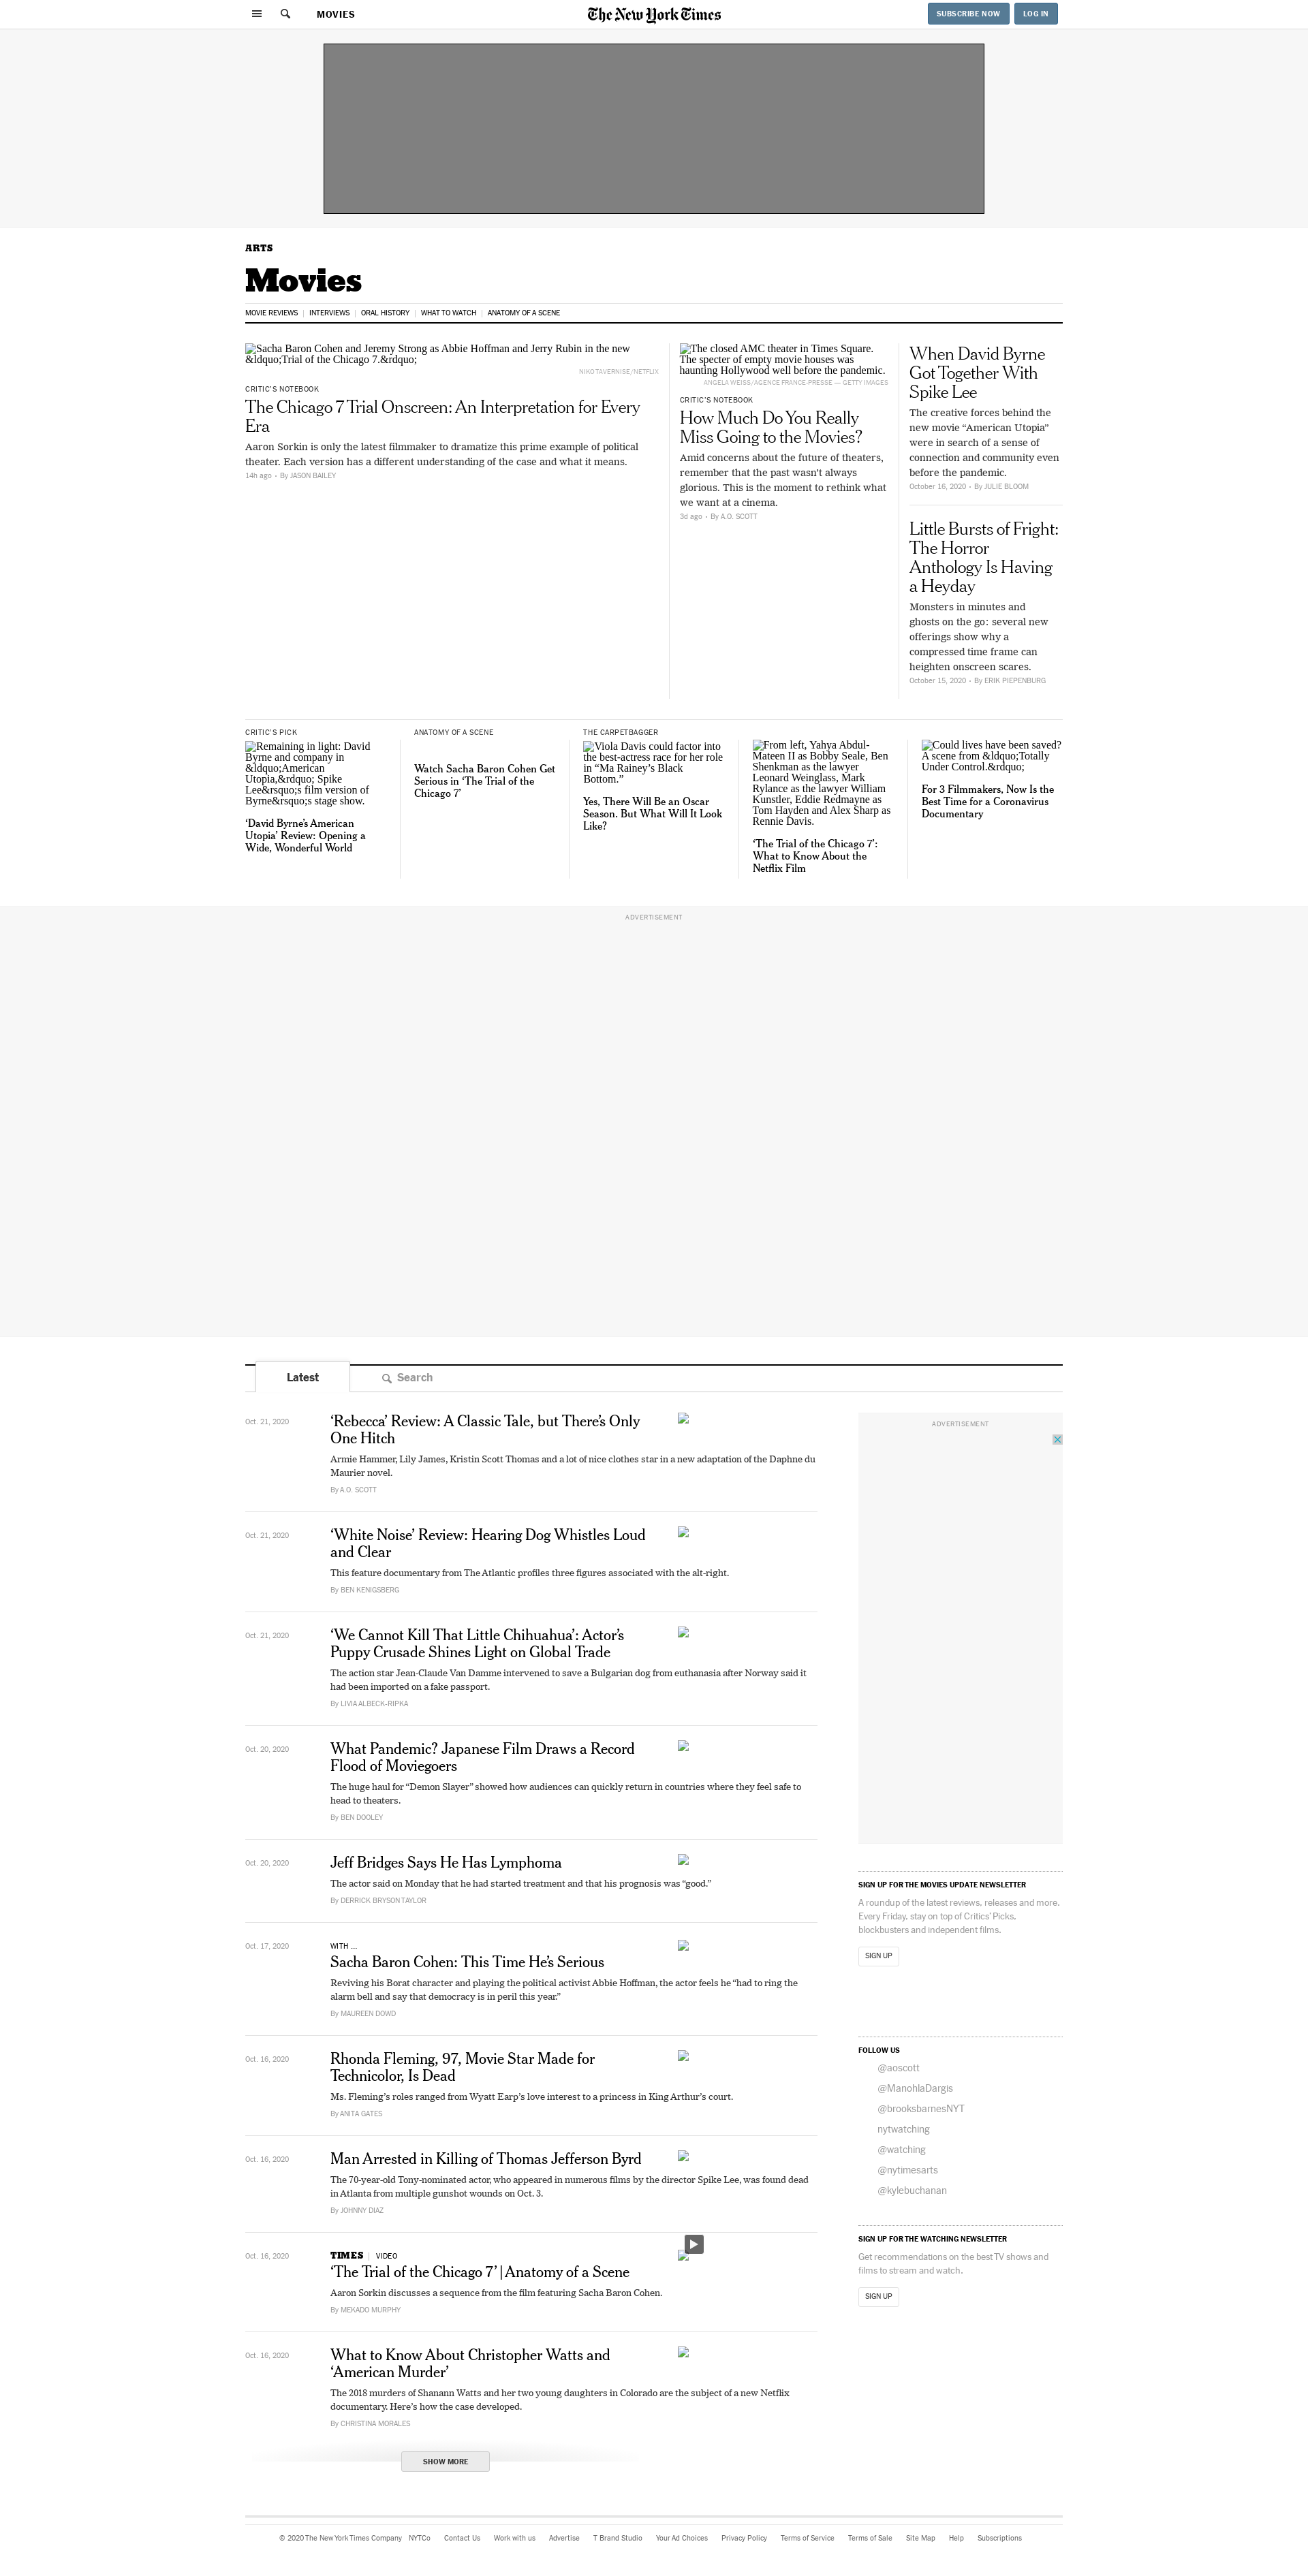 MOVIES
The New York Times
SUBSCRIBE NOW
LOG IN
ARTS
Movies
MOVIE REVIEWS | INTERVIEWS | ORAL HISTORY | WHAT TO WATCH | ANATOMY OF A SCENE
Sacha Baron Cohen and Jeremy Strong as Abbie Hoffman and Jerry Rubin in the new
&ldquo;Trial of the Chicago 7.&rdquo;
NIKO TAVERNISE/NETFLIX
CRITIC'S NOTEBOOK
The Chicago 7 Trial Onscreen: An Interpretation for Every
Era
Aaron Sorkin is only the latest filmmaker to dramatize this prime example of political
theater. Each version has a different understanding of the case and what it means.
14h ago • By JASON BAILEY
The closed AMC theater in Times Square.
The specter of empty movie houses was
haunting Hollywood well before the pandemic.
ANGELA WEISS/AGENCE FRANCE-PRESSE — GETTY IMAGES
CRITIC'S NOTEBOOK
How Much Do You Really
Miss Going to the Movies?
Amid concerns about the future of theaters,
remember that the past wasn't always
glorious. This is the moment to rethink what
we want at a cinema.
3d ago • By A.O. SCOTT
When David Byrne
Got Together With
Spike Lee
The creative forces behind the
new movie “American Utopia”
were in search of a sense of
connection and community even
before the pandemic.
October 16, 2020 • By JULIE BLOOM
Little Bursts of Fright:
The Horror
Anthology Is Having
a Heyday
Monsters in minutes and
ghosts on the go: several new
offerings show why a
compressed time frame can
heighten onscreen scares.
October 15, 2020 • By ERIK PIEPENBURG
CRITIC'S PICK
Remaining in light: David
Byrne and company in
&ldquo;American
Utopia,&rdquo; Spike
Lee&rsquo;s film version of
Byrne&rsquo;s stage show.
‘David Byrne’s American
Utopia’ Review: Opening a
Wide, Wonderful World
ANATOMY OF A SCENE
Watch Sacha Baron Cohen Get
Serious in ‘The Trial of the
Chicago 7’
THE CARPETBAGGER
Viola Davis could factor into
the best-actress race for her role
in “Ma Rainey’s Black
Bottom.”
Yes, There Will Be an Oscar
Season. But What Will It Look
Like?
From left, Yahya Abdul-
Mateen II as Bobby Seale, Ben
Shenkman as the lawyer
Leonard Weinglass, Mark
Rylance as the lawyer William
Kunstler, Eddie Redmayne as
Tom Hayden and Alex Sharp as
Rennie Davis.
‘The Trial of the Chicago 7’:
What to Know About the
Netflix Film
Could lives have been saved?
A scene from &ldquo;Totally
Under Control.&rdquo;
For 3 Filmmakers, Now Is the
Best Time for a Coronavirus
Documentary
ADVERTISEMENT
Latest
Search
Oct. 21, 2020
‘Rebecca’ Review: A Classic Tale, but There’s Only
One Hitch
Armie Hammer, Lily James, Kristin Scott Thomas and a lot of nice clothes star in a new adaptation of the Daphne du
Maurier novel.
By A.O. SCOTT
Oct. 21, 2020
‘White Noise’ Review: Hearing Dog Whistles Loud
and Clear
This feature documentary from The Atlantic profiles three figures associated with the alt-right.
By BEN KENIGSBERG
Oct. 21, 2020
‘We Cannot Kill That Little Chihuahua’: Actor’s
Puppy Crusade Shines Light on Global Trade
The action star Jean-Claude Van Damme intervened to save a Bulgarian dog from euthanasia after Norway said it
had been imported on a fake passport.
By LIVIA ALBECK-RIPKA
Oct. 20, 2020
What Pandemic? Japanese Film Draws a Record
Flood of Moviegoers
The huge haul for “Demon Slayer” showed how audiences can quickly return in countries where they feel safe to
head to theaters.
By BEN DOOLEY
Oct. 20, 2020
Jeff Bridges Says He Has Lymphoma
The actor said on Monday that he had started treatment and that his prognosis was “good.”
By DERRICK BRYSON TAYLOR
Oct. 17, 2020
WITH ...
Sacha Baron Cohen: This Time He’s Serious
Reviving his Borat character and playing the political activist Abbie Hoffman, the actor feels he “had to ring the
alarm bell and say that democracy is in peril this year.”
By MAUREEN DOWD
Oct. 16, 2020
Rhonda Fleming, 97, Movie Star Made for
Technicolor, Is Dead
Ms. Fleming’s roles ranged from Wyatt Earp’s love interest to a princess in King Arthur’s court.
By ANITA GATES
Oct. 16, 2020
Man Arrested in Killing of Thomas Jefferson Byrd
The 70-year-old Tony-nominated actor, who appeared in numerous films by the director Spike Lee, was found dead
in Atlanta from multiple gunshot wounds on Oct. 3.
By JOHNNY DIAZ
Oct. 16, 2020
TIMES | VIDEO
‘The Trial of the Chicago 7’ | Anatomy of a Scene
Aaron Sorkin discusses a sequence from the film featuring Sacha Baron Cohen.
By MEKADO MURPHY
Oct. 16, 2020
What to Know About Christopher Watts and
‘American Murder’
The 2018 murders of Shanann Watts and her two young daughters in Colorado are the subject of a new Netflix
documentary. Here’s how the case developed.
By CHRISTINA MORALES
SHOW MORE
ADVERTISEMENT
SIGN UP FOR THE MOVIES UPDATE NEWSLETTER
A roundup of the latest reviews, releases and more.
Every Friday, stay on top of Critics’ Picks,
blockbusters and independent films.
SIGN UP
FOLLOW US
@aoscott
@ManohlaDargis
@brooksbarnesNYT
nytwatching
@watching
@nytimesarts
@kylebuchanan
SIGN UP FOR THE WATCHING NEWSLETTER
Get recommendations on the best TV shows and
films to stream and watch.
SIGN UP
© 2020 The New York Times Company NYTCo Contact Us Work with us Advertise T Brand Studio Your Ad Choices Privacy Policy Terms of Service Terms of Sale Site Map Help Subscriptions